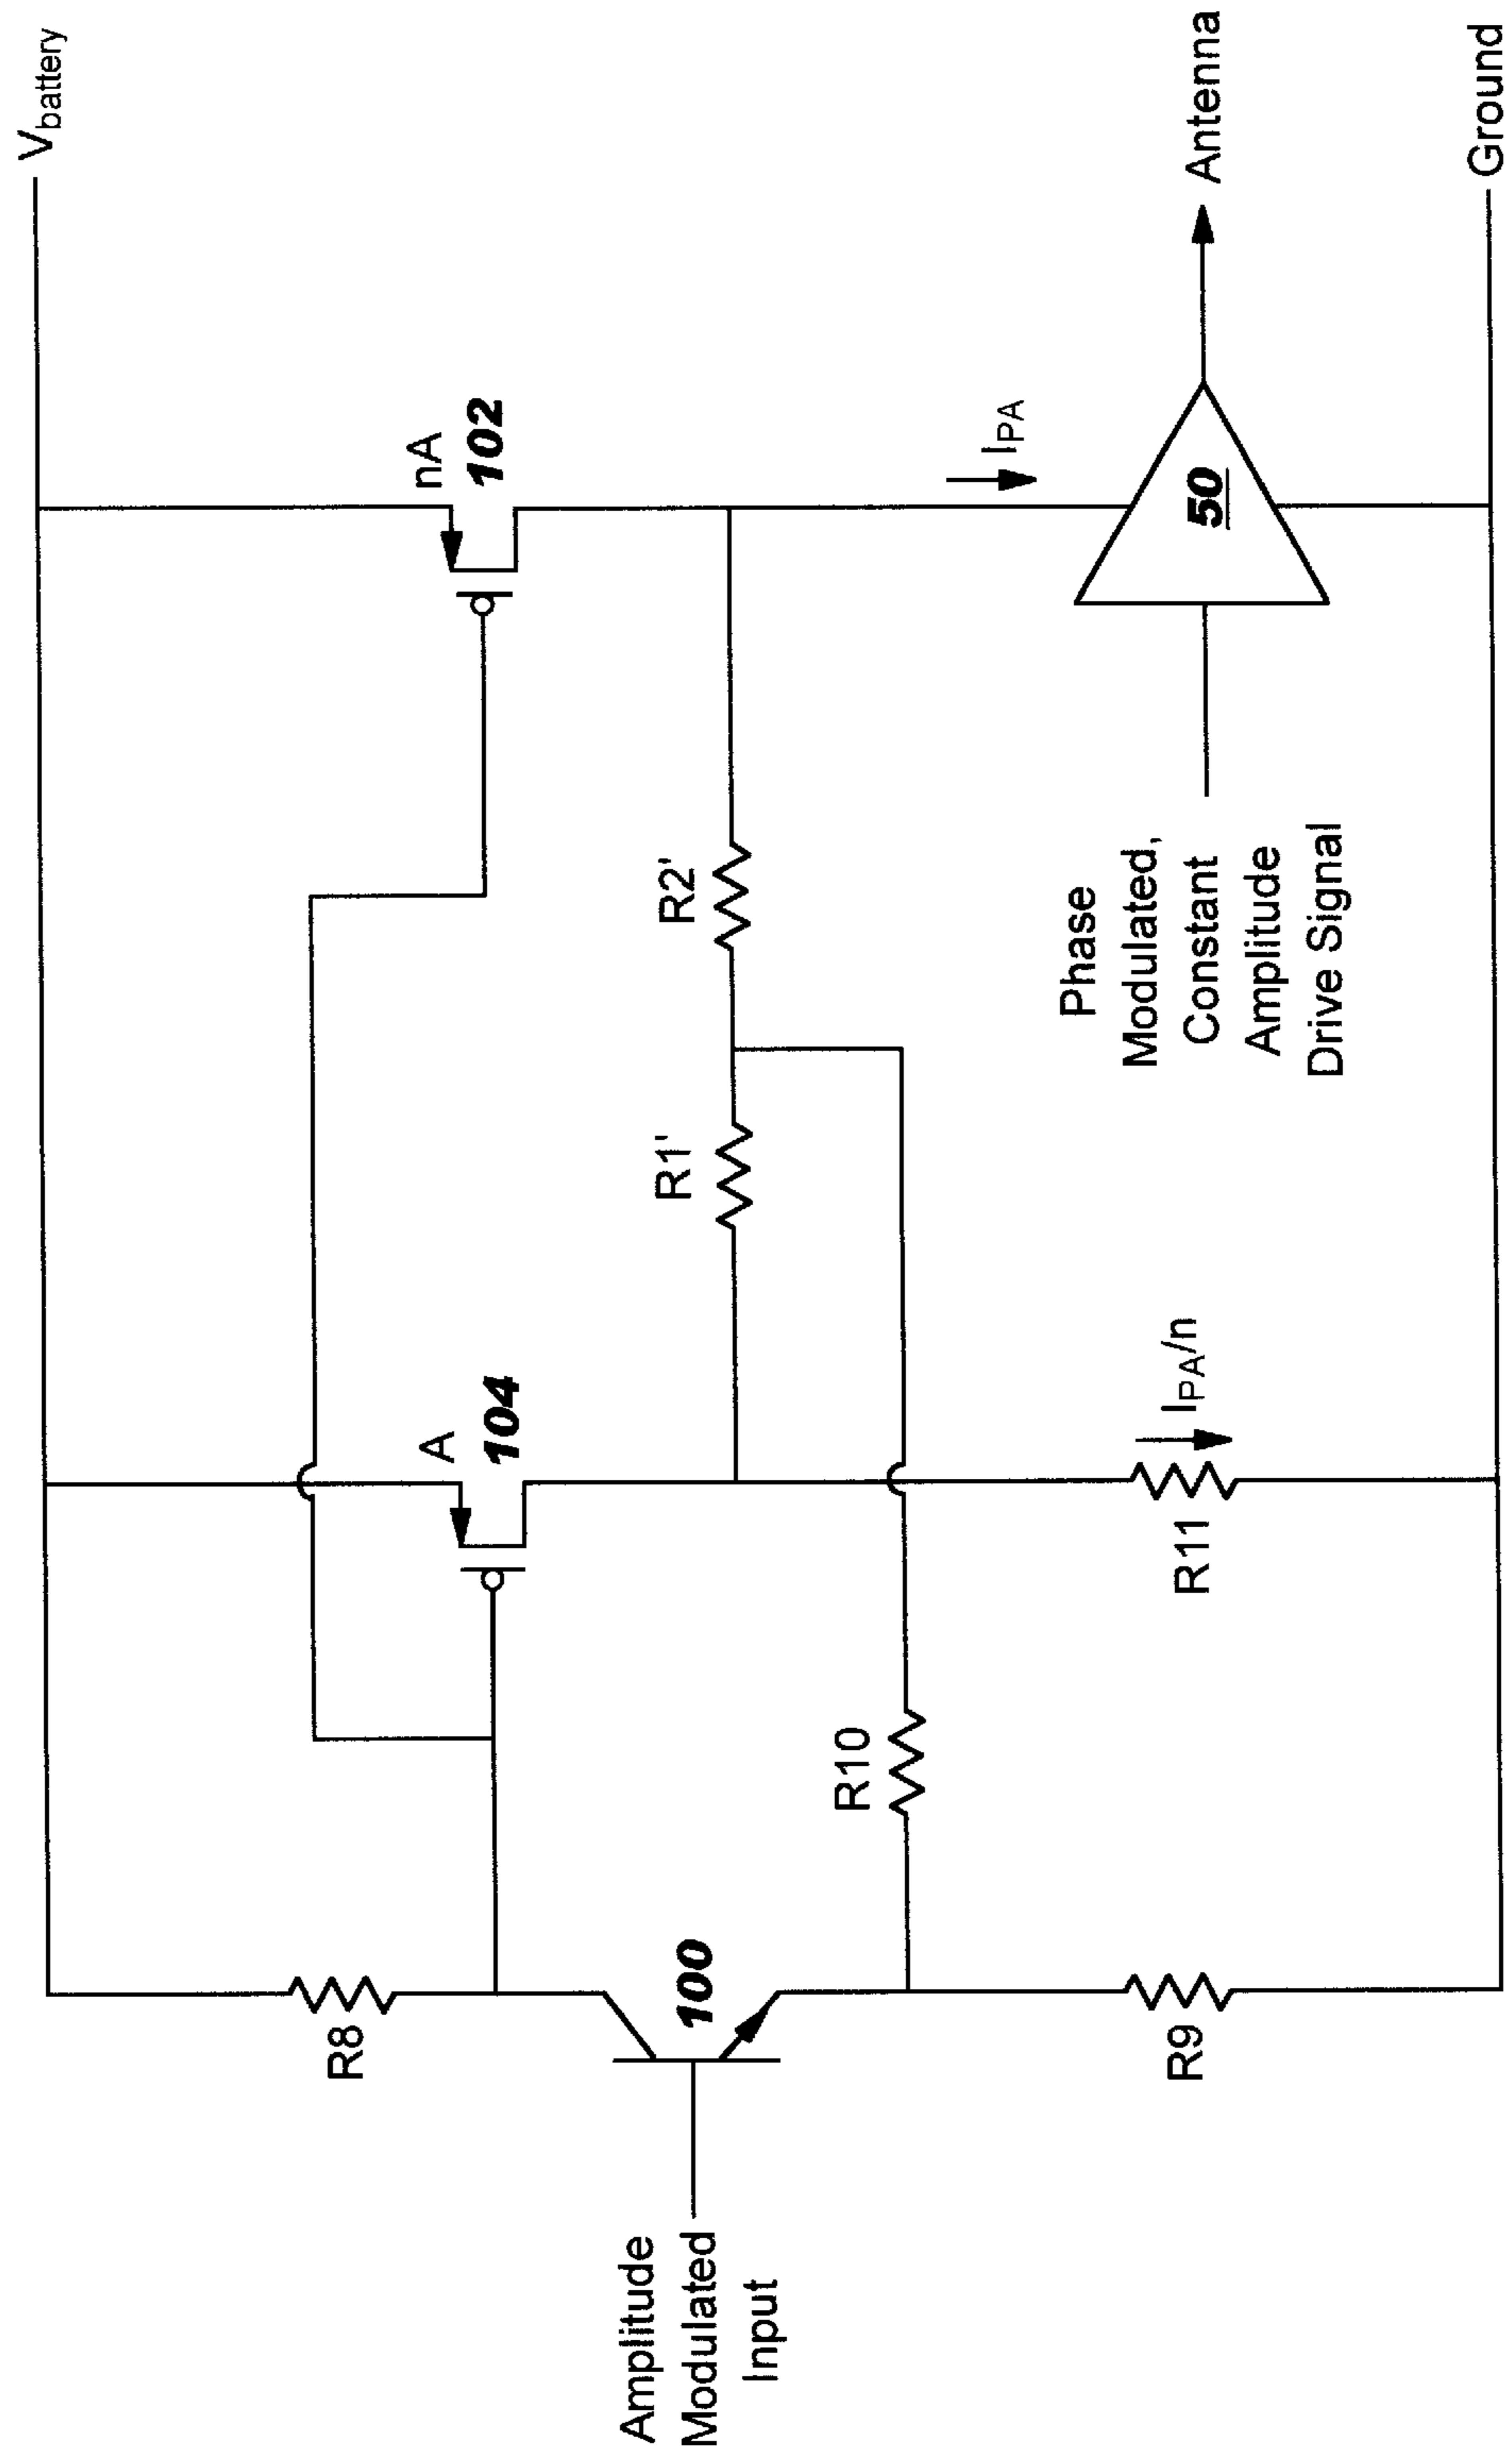 V_battery
nA
102
A
104
R8
R2'
R1'
I_PA
Antenna
50
Amplitude
Modulated
Input
100
R10
Phase
Modulated,
Constant
Amplitude
Drive Signal
I_PA/n
R11
R9
Ground